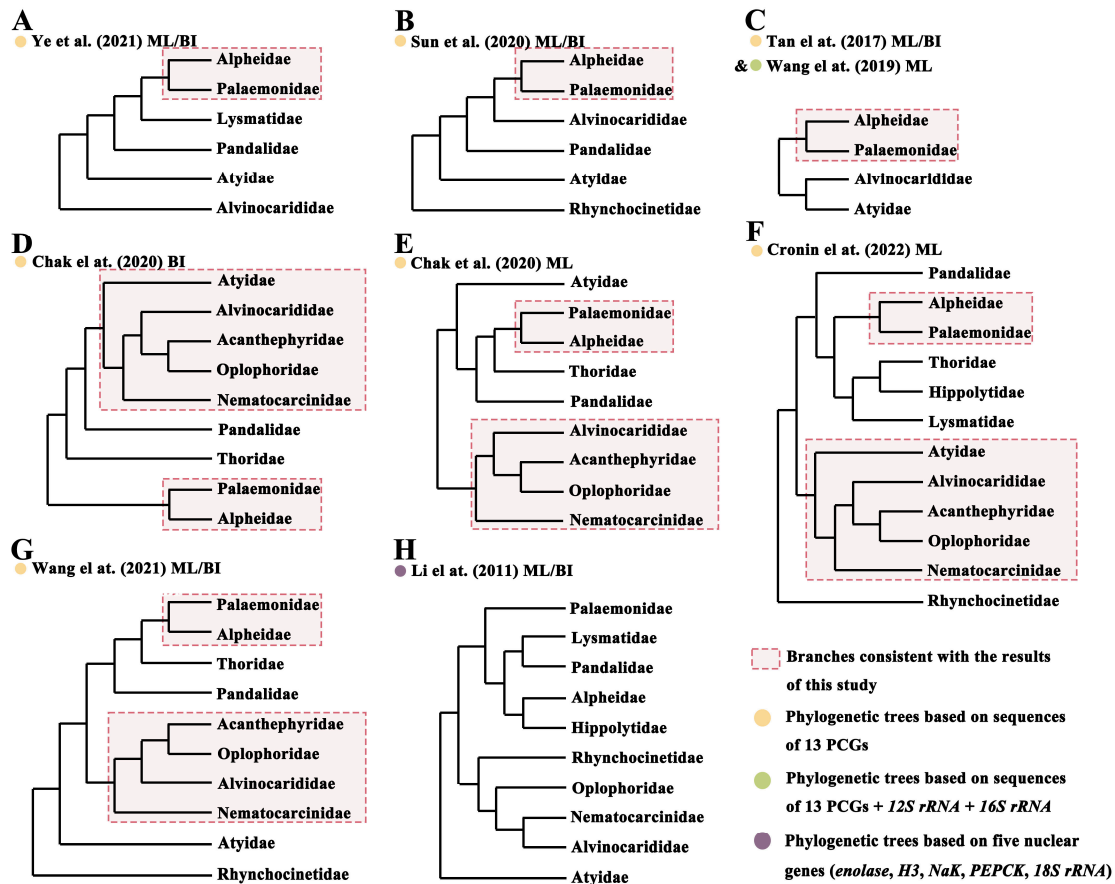 A
Ye et al. (2021) ML/BI
Alpheidae
Palaemonidae
Lysmatidae
Pandalidae
Atyidae
Alvinocarididae
B
Sun et al. (2020) ML/BI
Alpheidae
Palaemonidae
Alvinocarididae
Pandalidae
Atyidae
Rhynchocinetidae
C
Tan el at. (2017) ML/BI
& Wang el at. (2019) ML
Alpheidae
Palaemonidae
Alvinocarididae
Atyidae
D
Chak el at. (2020) BI
Atyidae
Alvinocarididae
Acanthephyridae
Oplophoridae
Nematocarcinidae
Pandalidae
Thoridae
Palaemonidae
Alpheidae
E
Chak et al. (2020) ML
Atyidae
Palaemonidae
Alpheidae
Thoridae
Pandalidae
Alvinocarididae
Acanthephyridae
Oplophoridae
Nematocarcinidae
F
Cronin el at. (2022) ML
Pandalidae
Alpheidae
Palaemonidae
Thoridae
Hippolytidae
Lysmatidae
Atyidae
Alvinocarididae
Acanthephyridae
Oplophoridae
Nematocarcinidae
Rhynchocinetidae
G
Wang el at. (2021) ML/BI
Palaemonidae
Alpheidae
Thoridae
Pandalidae
Acanthephyridae
Oplophoridae
Alvinocarididae
Nematocarcinidae
Atyidae
Rhynchocinetidae
H
Li el at. (2011) ML/BI
Palaemonidae
Lysmatidae
Pandalidae
Alpheidae
Hippolytidae
Rhynchocinetidae
Oplophoridae
Nematocarcinidae
Alvinocarididae
Atyidae
Branches consistent with the results
of this study
Phylogenetic trees based on sequences
of 13 PCGs
Phylogenetic trees based on sequences
of 13 PCGs + 12S rRNA + 16S rRNA
Phylogenetic trees based on five nuclear
genes (enolase, H3, NaK, PEPCK, 18S rRNA)